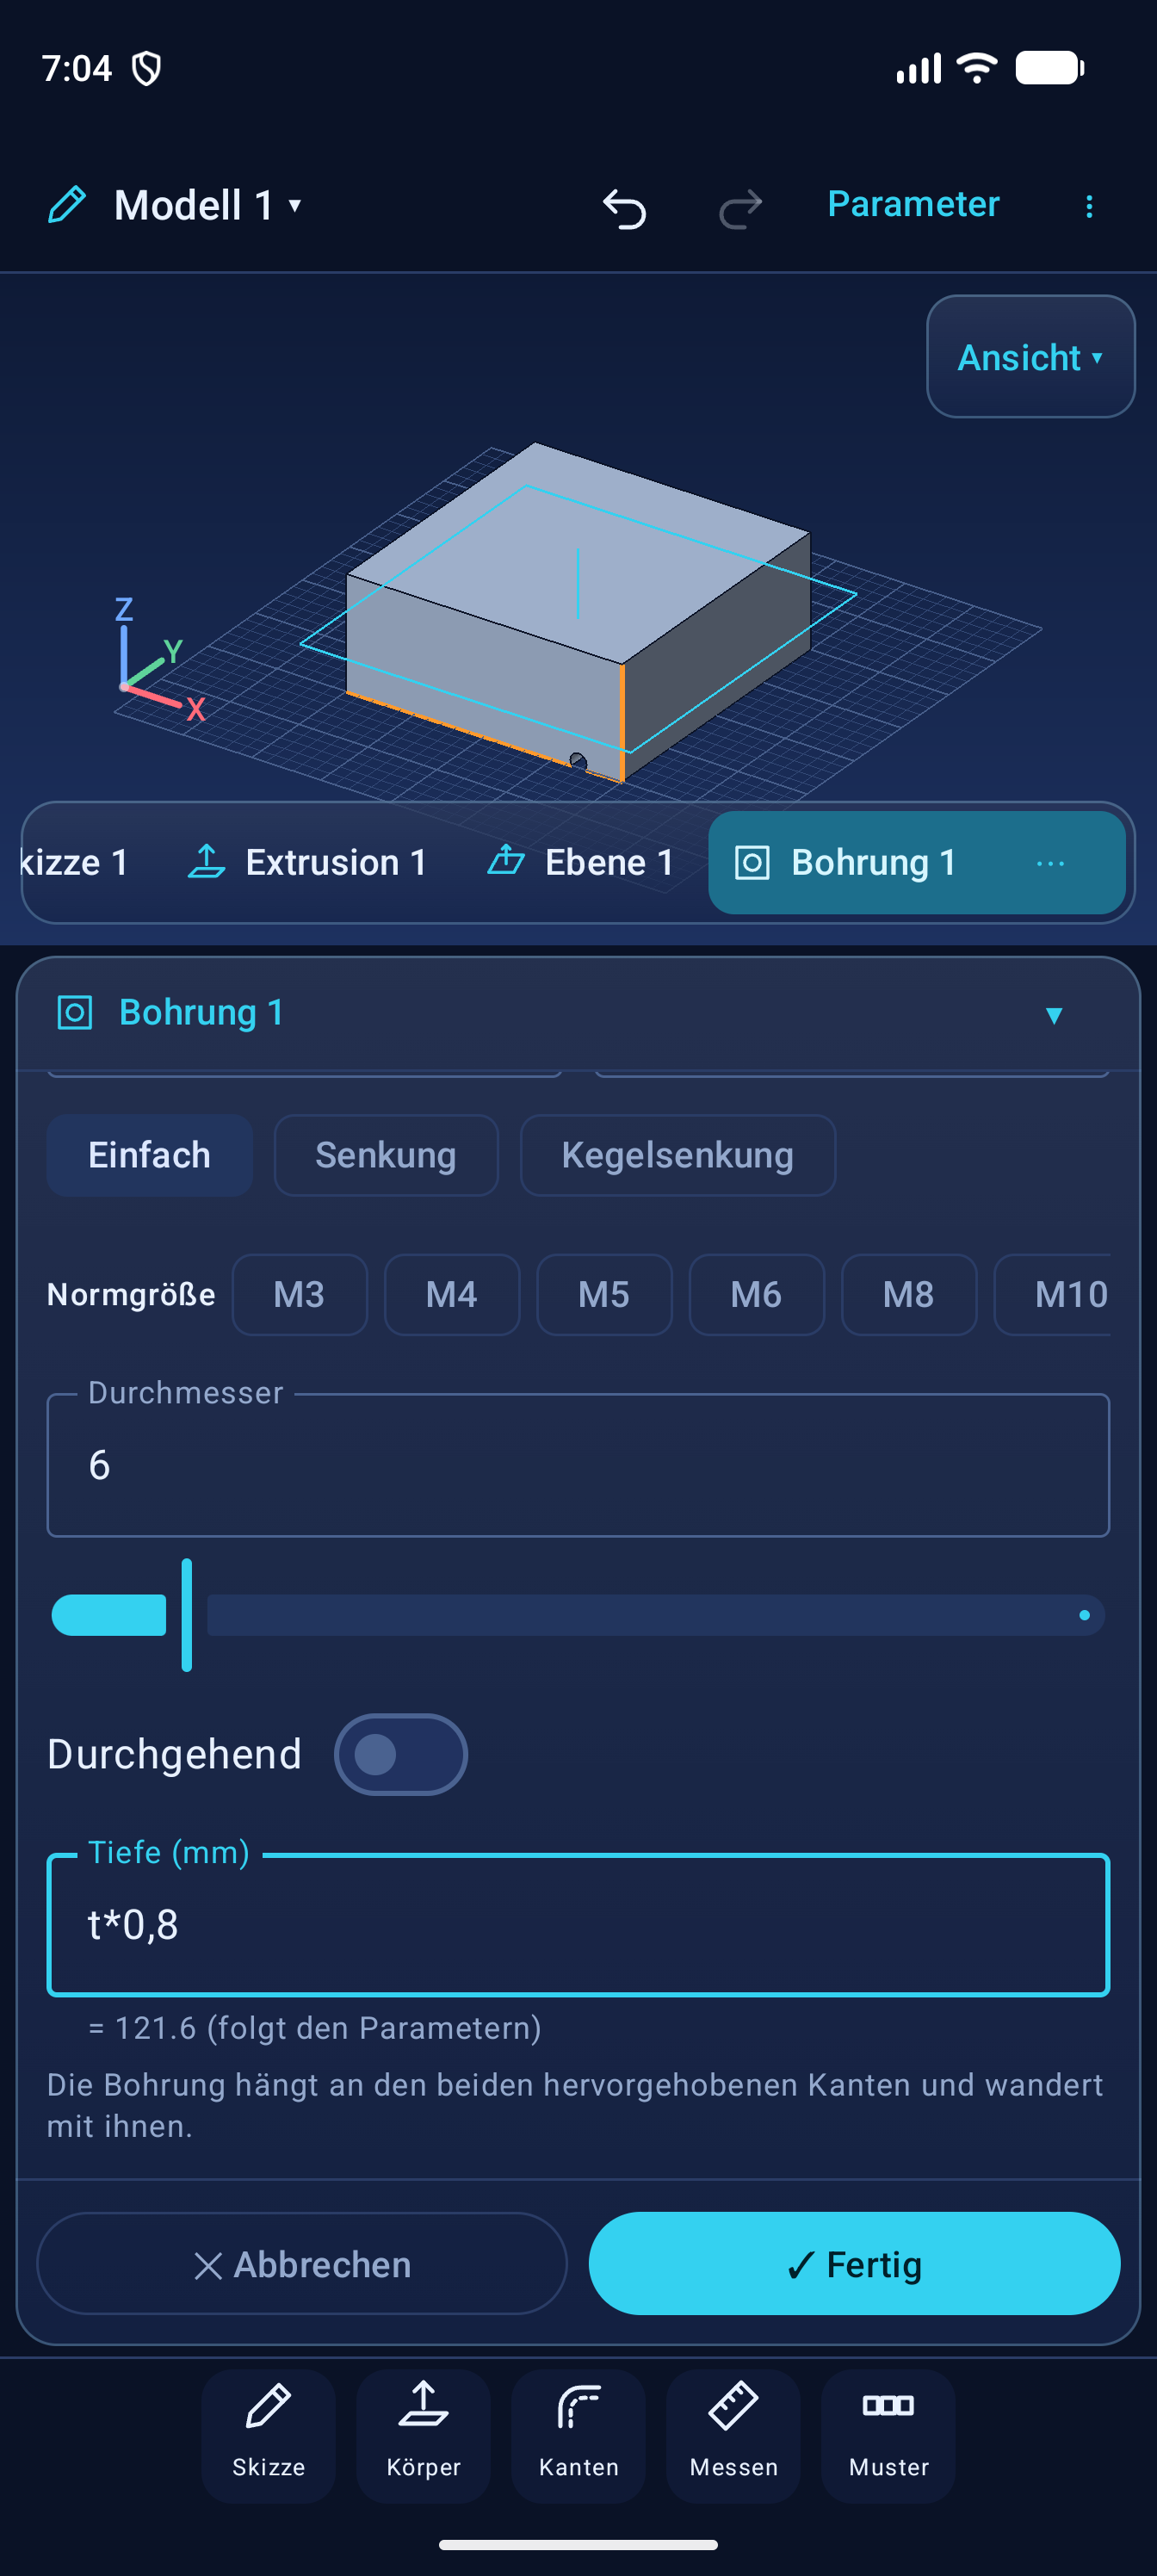 7:04
Modell 1 ▾
Parameter
Ansicht ▾
Z
Y
X
kizze 1
Extrusion 1
Ebene 1
Bohrung 1
Bohrung 1
Einfach
Senkung
Kegelsenkung
Normgröße
M3
M4
M5
M6
M8
M10
Durchmesser
6
Durchgehend
Tiefe (mm)
t*0,8
= 121.6 (folgt den Parametern)
Die Bohrung hängt an den beiden hervorgehobenen Kanten und wandert
mit ihnen.
Abbrechen
✓ Fertig
Skizze
Körper
Kanten
Messen
Muster